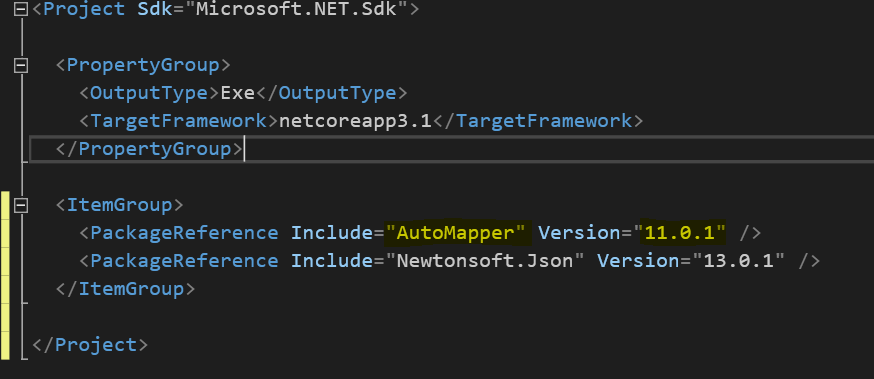 <Project Sdk="Microsoft.NET.Sdk">
<PropertyGroup>
<OutputType>Exe</OutputType>
<TargetFramework>netcoreapp3.1</TargetFramework>
</PropertyGroup>
<ItemGroup>
<PackageReference Include="AutoMapper" Version="11.0.1" />
<PackageReference Include="Newtonsoft.Json" Version="13.0.1" />
</ItemGroup>
</Project>